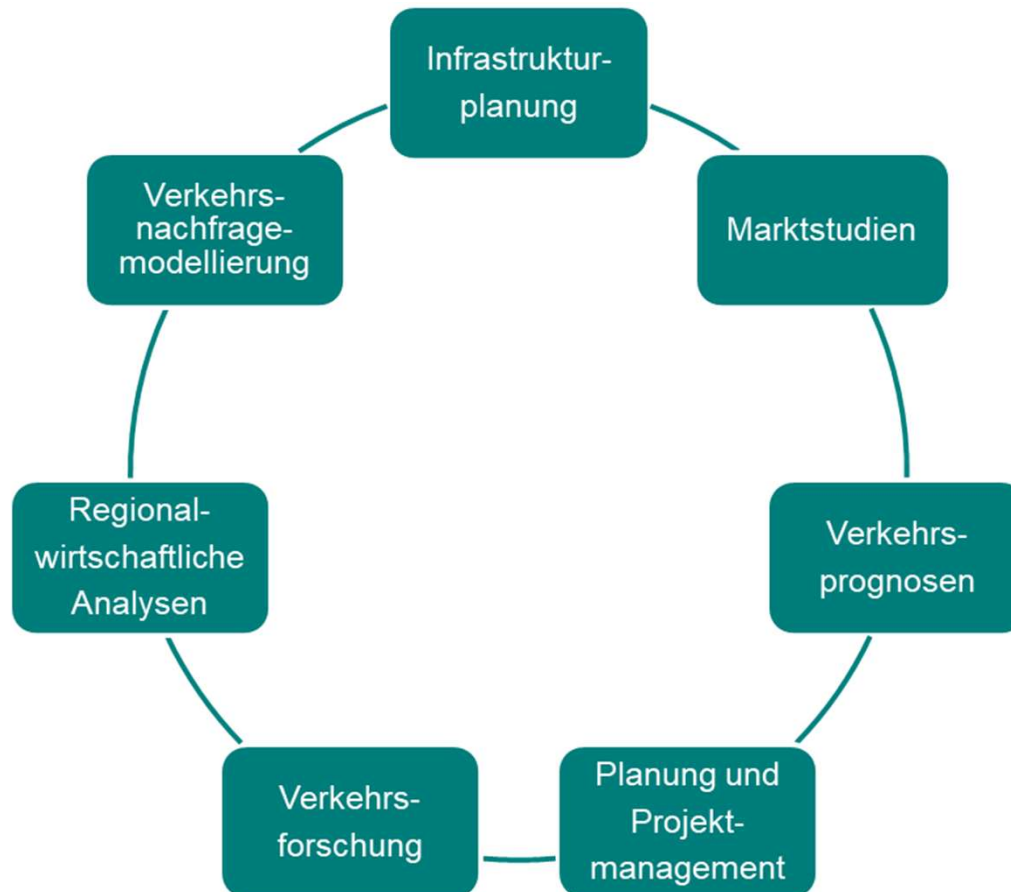 Infrastruktur-
planung
Marktstudien
Verkehrs-
prognosen
Planung und
Projekt-
management
Verkehrs-
forschung
Regional-
wirtschaftliche
Analysen
Verkehrs-
nachfrage-
modellierung